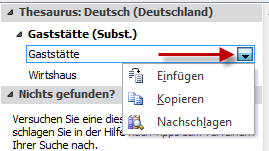 Thesaurus: Deutsch (Deutschland)
Gaststätte (Subst.)
Gaststätte
Einfügen
Wirtshaus
Kopieren
Nichts gefunden?
Nachschlagen
Versuchen Sie eine dies
schlagen Sie in der Hilfe
Ihrer Suche nach.